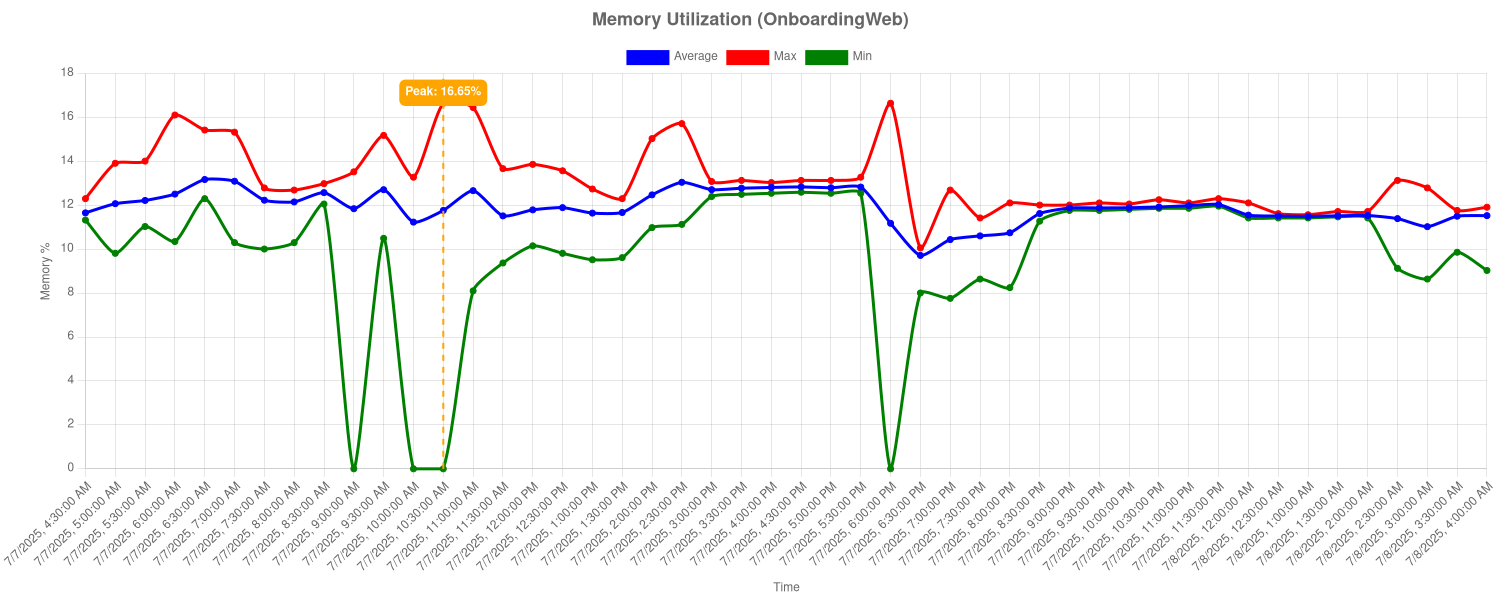 Memory Utilization (OnboardingWeb)
Average Max Min
Peak: 16.65%
18
16
14
12
10
8
6
4
2
0
Memory %
7/7/2025, 4:30:00 AM
7/7/2025, 5:00:00 AM
7/7/2025, 5:30:00 AM
7/7/2025, 6:00:00 AM
7/7/2025, 6:30:00 AM
7/7/2025, 7:00:00 AM
7/7/2025, 7:30:00 AM
7/7/2025, 8:00:00 AM
7/7/2025, 8:30:00 AM
7/7/2025, 9:00:00 AM
7/7/2025, 9:30:00 AM
7/7/2025, 10:00:00 AM
7/7/2025, 10:30:00 AM
7/7/2025, 11:00:00 AM
7/7/2025, 11:30:00 AM
7/7/2025, 12:00:00 PM
7/7/2025, 12:30:00 PM
7/7/2025, 1:00:00 PM
7/7/2025, 1:30:00 PM
7/7/2025, 2:00:00 PM
7/7/2025, 2:30:00 PM
7/7/2025, 3:00:00 PM
7/7/2025, 3:30:00 PM
7/7/2025, 4:00:00 PM
7/7/2025, 4:30:00 PM
7/7/2025, 5:00:00 PM
7/7/2025, 5:30:00 PM
7/7/2025, 6:00:00 PM
7/7/2025, 6:30:00 PM
7/7/2025, 7:00:00 PM
7/7/2025, 7:30:00 PM
7/7/2025, 8:00:00 PM
7/7/2025, 8:30:00 PM
7/7/2025, 9:00:00 PM
7/7/2025, 9:30:00 PM
7/7/2025, 10:00:00 PM
7/7/2025, 10:30:00 PM
7/7/2025, 11:00:00 PM
7/7/2025, 11:30:00 PM
7/8/2025, 12:00:00 AM
7/8/2025, 12:30:00 AM
7/8/2025, 1:00:00 AM
7/8/2025, 1:30:00 AM
7/8/2025, 2:00:00 AM
7/8/2025, 2:30:00 AM
7/8/2025, 3:00:00 AM
7/8/2025, 3:30:00 AM
7/8/2025, 4:00:00 AM
Time